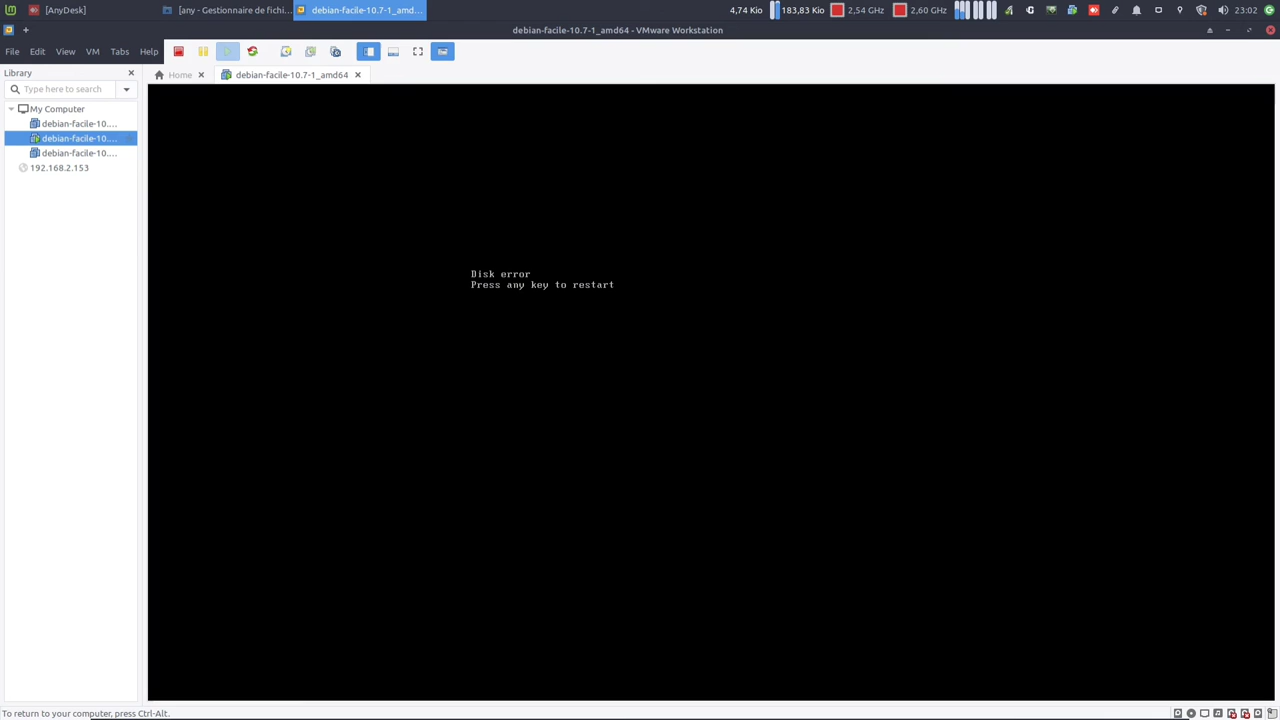 [AnyDesk]
[any - Gestionnaire de fichi...
debian-facile-10.7-1_amd...
4,74 Kio
183,83 Kio
2,54 GHz
2,60 GHz
23:02
debian-facile-10.7-1_amd64 - VMware Workstation
File Edit View VM Tabs Help
Library
Home
debian-facile-10.7-1_amd64
Type here to search
My Computer
debian-facile-10....
debian-facile-10....
debian-facile-10....
192.168.2.153
Disk error
Press any key to restart
To return to your computer, press Ctrl-Alt.